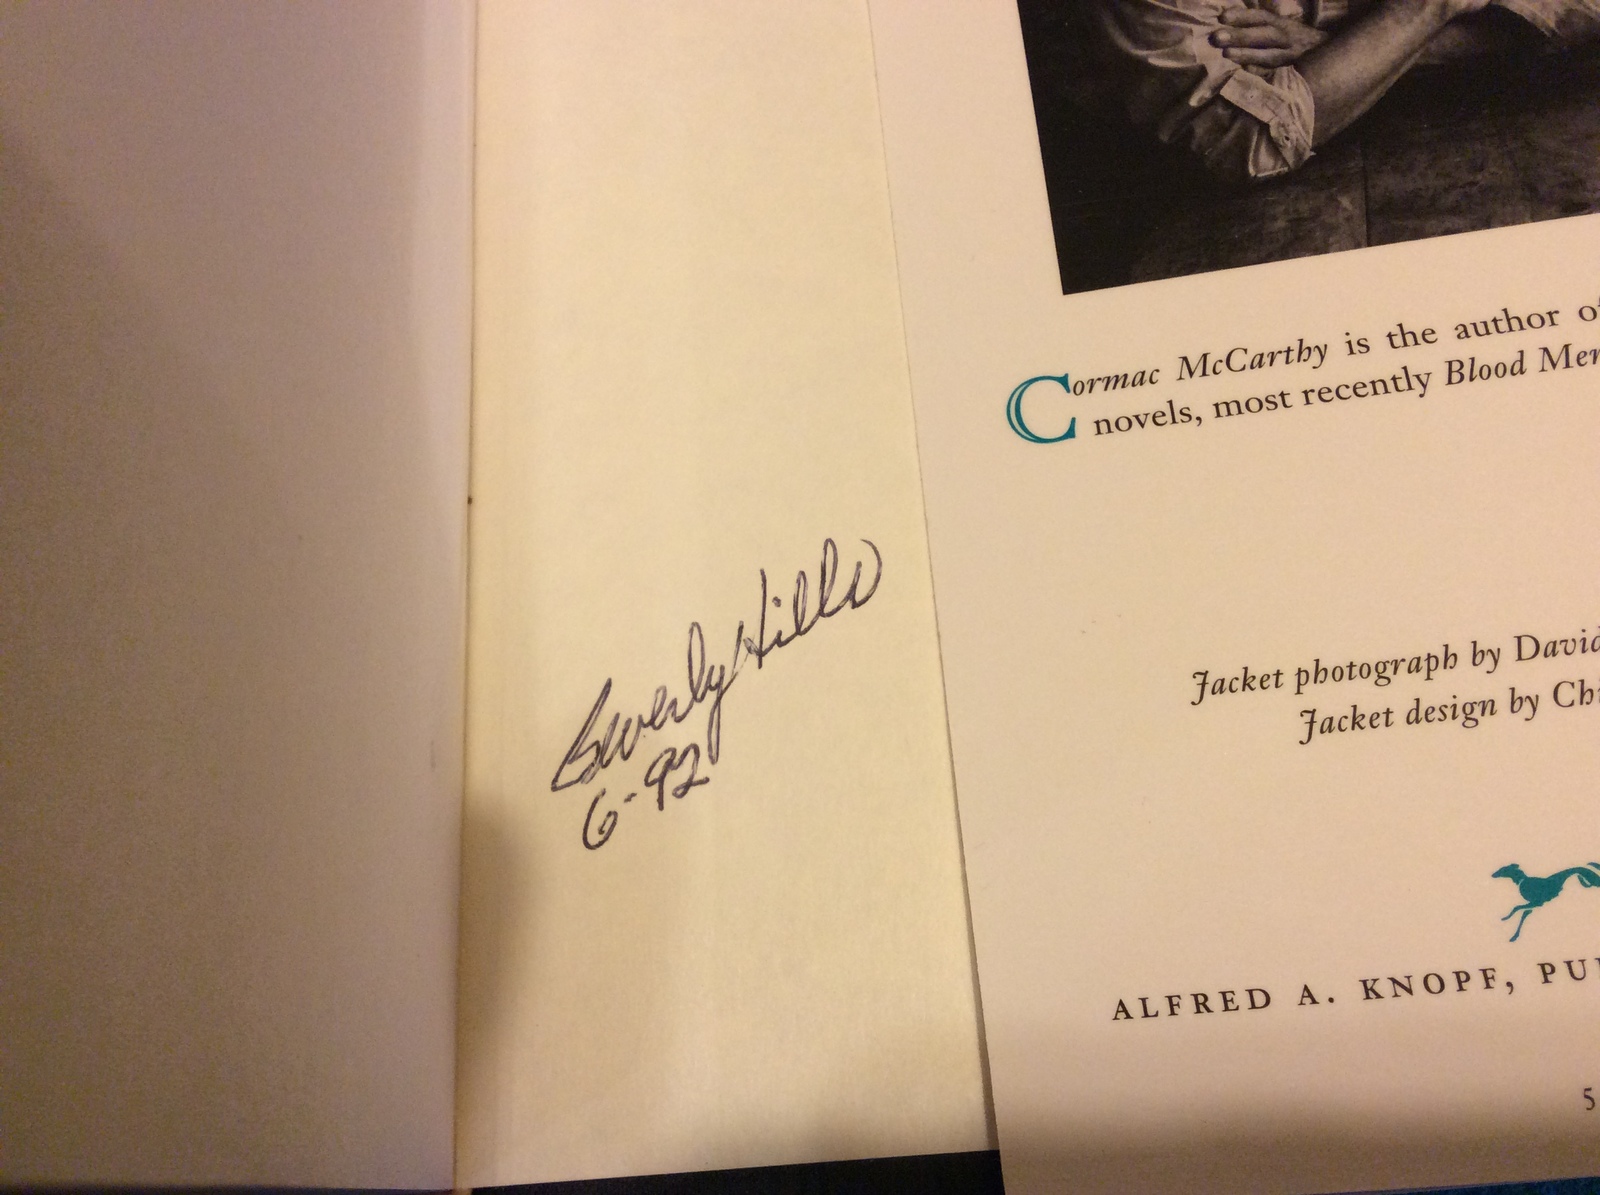 Beverly Hills
6-92
Cormac McCarthy is the author of
novels, most recently Blood Mer
Jacket photograph by David
Jacket design by Chi
ALFRED A. KNOPF, PU
5